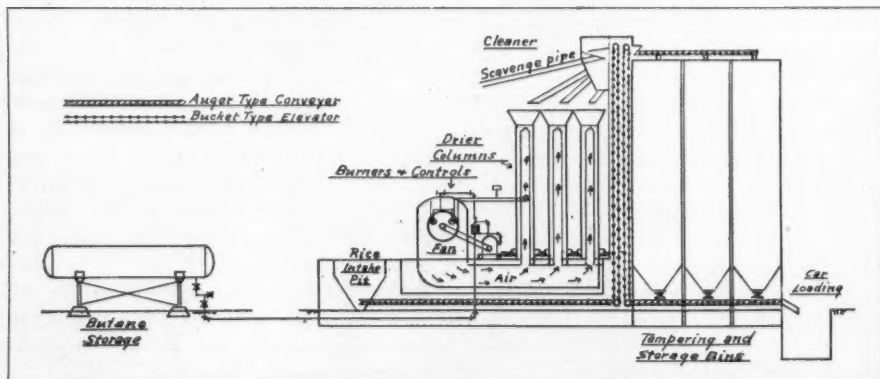 Cleaner
Scavenge pipe
Auger Type Conveyer
Bucket Type Elevator
Drier
Columns
Burners & Controls
Fan
Rice
Intake
Pit
Air
Car
Loading
Butane
Storage
Tempering and
Storage Bins